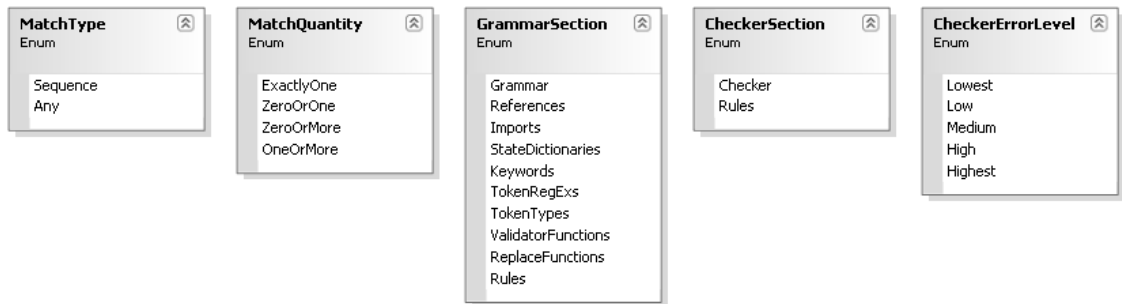 MatchType
Enum
Sequence
Any
MatchQuantity
Enum
ExactlyOne
ZeroOrOne
ZeroOrMore
OneOrMore
GrammarSection
Enum
Grammar
References
Imports
StateDictionaries
Keywords
TokenRegExs
TokenTypes
ValidatorFunctions
ReplaceFunctions
Rules
CheckerSection
Enum
Checker
Rules
CheckerErrorLevel
Enum
Lowest
Low
Medium
High
Highest